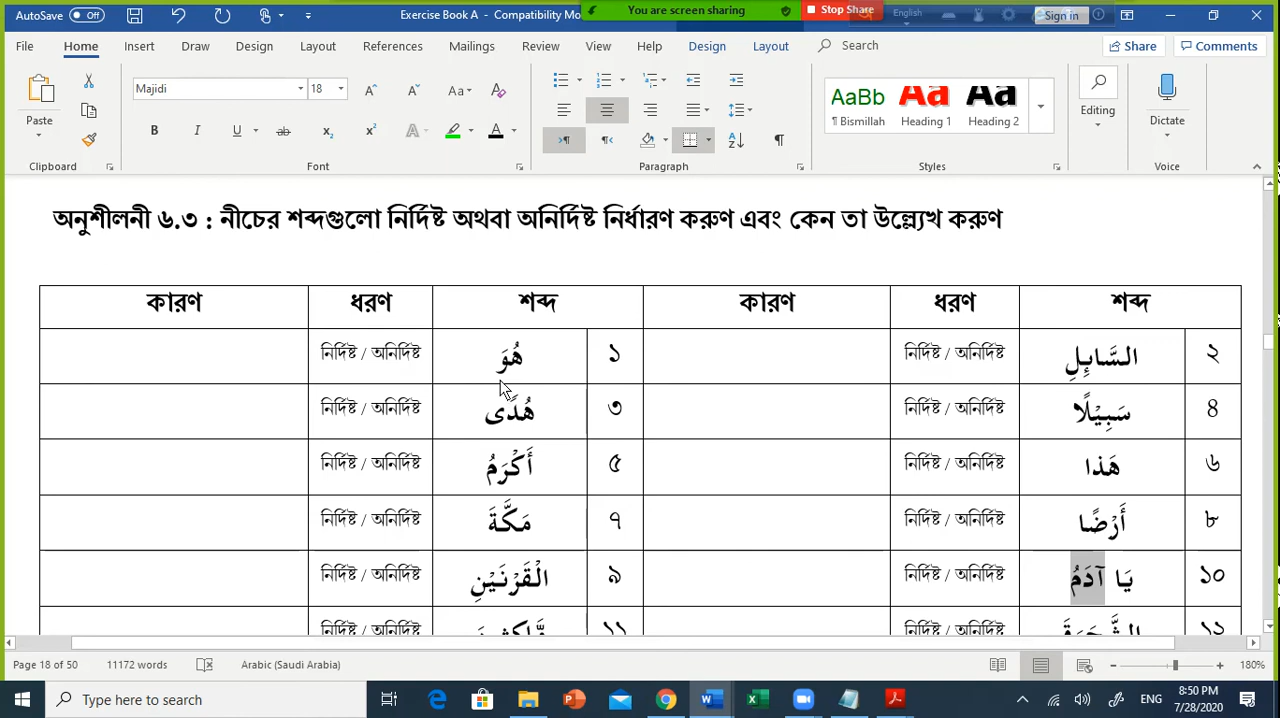 AutoSave Off Exercise Book A - Compatibility Mo... You are screen sharing Stop Share English Sign in
File Home Insert Draw Design Layout References Mailings Review View Help Design Layout Search Share Comments
Majidi 18 AaBb AaBb AaBb
Paste ¶ Bismillah Heading 1 Heading 2 Editing Dictate
Clipboard Font Paragraph Styles Voice
অনুশীলনী ৬.৩ : নীচের শব্দগুলো নির্দিষ্ট অথবা অনির্দিষ্ট নির্ধারণ করুণ এবং কেন তা উল্ল্যেখ করুণ
কারণ ধরণ শব্দ কারণ ধরণ শব্দ
নির্দিষ্ট / অনির্দিষ্ট هُوَ ১ নির্দিষ্ট / অনির্দিষ্ট السَّائِلِ ২
নির্দিষ্ট / অনির্দিষ্ট هُدًى ৩ নির্দিষ্ট / অনির্দিষ্ট سَبِيْلًا 8
নির্দিষ্ট / অনির্দিষ্ট أَكْرَمُ ৫ নির্দিষ্ট / অনির্দিষ্ট هَذا ৬
নির্দিষ্ট / অনির্দিষ্ট مَكَّةَ ৭ নির্দিষ্ট / অনির্দিষ্ট أَرْضًا ৮
নির্দিষ্ট / অনির্দিষ্ট الْقَرْنَيْنِ ৯ নির্দিষ্ট / অনির্দিষ্ট يَا آدَمُ ১০
নির্দিষ্ট / অনির্দিষ্ট ১১ নির্দিষ্ট / অনির্দিষ্ট ১২
Page 18 of 50 11172 words Arabic (Saudi Arabia) 180%
Type here to search ENG 8:50 PM
7/28/2020